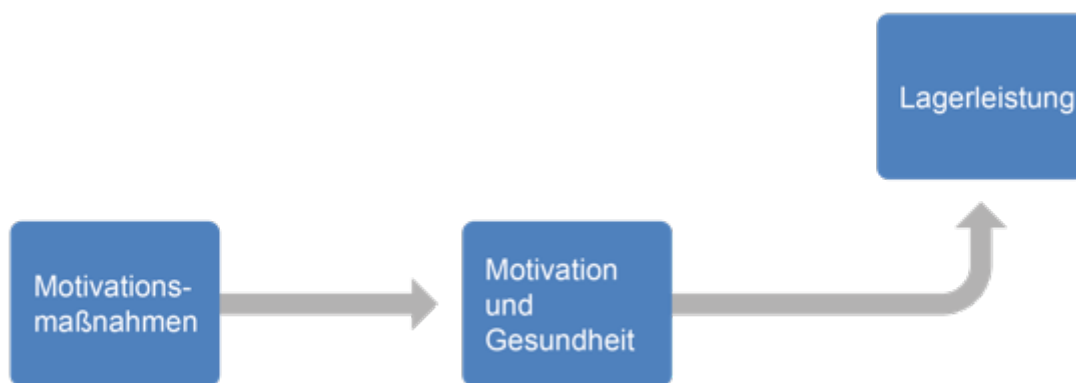 Lagerleistung
Motivations-
maßnahmen
Motivation
und
Gesundheit